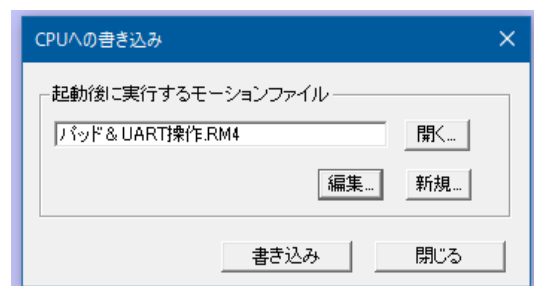 CPUへの書き込み
起動後に実行するモーションファイル
パッド&UART操作.RM4
開く...
編集...
新規...
書き込み
閉じる